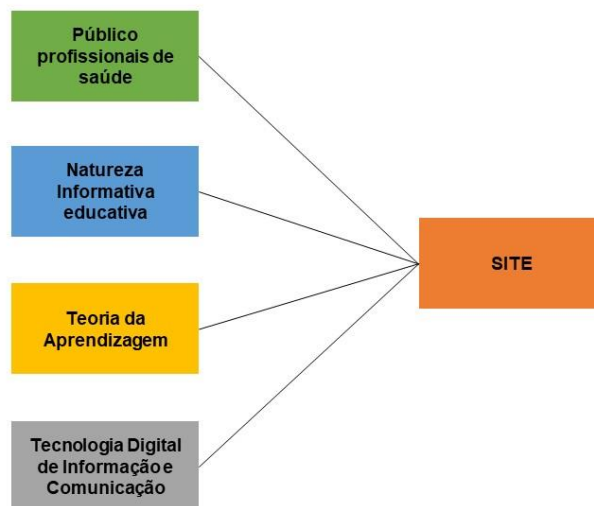 Público
profissionais de
saúde
Natureza
Informativa
educativa
Teoria da
Aprendizagem
Tecnologia Digital
de Informação e
Comunicação
SITE